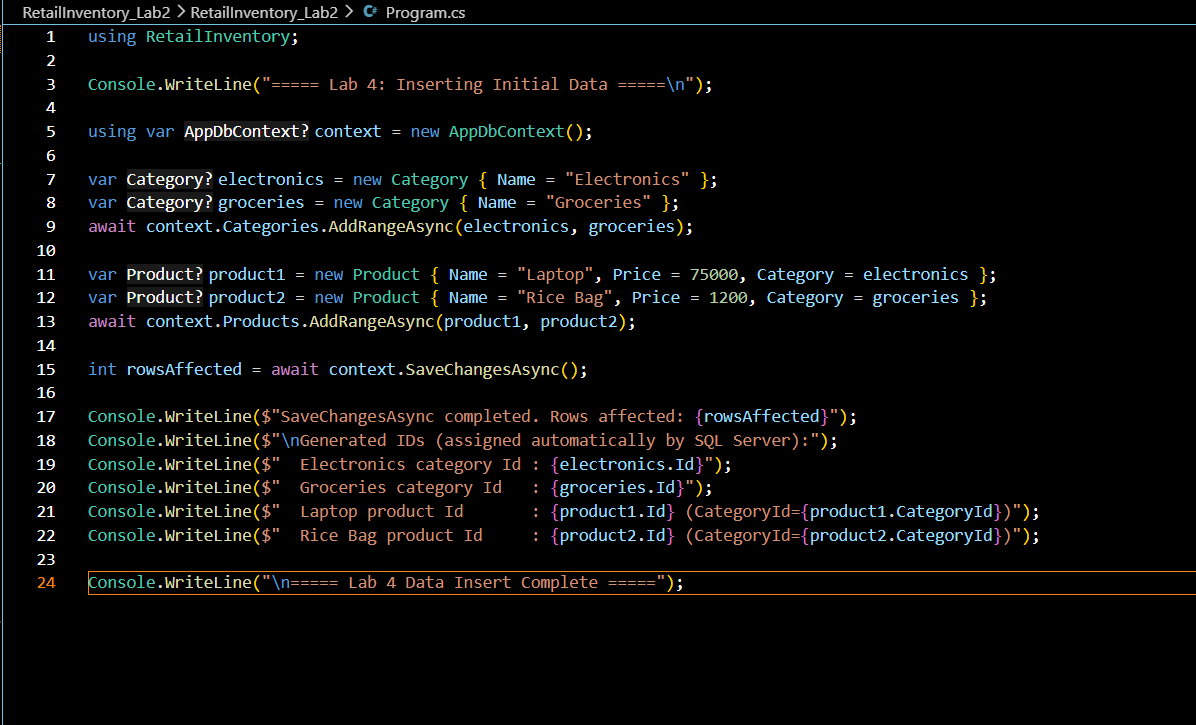 RetailInventory_Lab2 > RetailInventory_Lab2 > C# Program.cs
1 using RetailInventory;
2
3 Console.WriteLine("===== Lab 4: Inserting Initial Data =====\n");
4
5 using var AppDbContext? context = new AppDbContext();
6
7 var Category? electronics = new Category { Name = "Electronics" };
8 var Category? groceries = new Category { Name = "Groceries" };
9 await context.Categories.AddRangeAsync(electronics, groceries);
10
11 var Product? product1 = new Product { Name = "Laptop", Price = 75000, Category = electronics };
12 var Product? product2 = new Product { Name = "Rice Bag", Price = 1200, Category = groceries };
13 await context.Products.AddRangeAsync(product1, product2);
14
15 int rowsAffected = await context.SaveChangesAsync();
16
17 Console.WriteLine($"SaveChangesAsync completed. Rows affected: {rowsAffected}");
18 Console.WriteLine($"\nGenerated IDs (assigned automatically by SQL Server):");
19 Console.WriteLine($"  Electronics category Id : {electronics.Id}");
20 Console.WriteLine($"  Groceries category Id   : {groceries.Id}");
21 Console.WriteLine($"  Laptop product Id       : {product1.Id} (CategoryId={product1.CategoryId})");
22 Console.WriteLine($"  Rice Bag product Id     : {product2.Id} (CategoryId={product2.CategoryId})");
23
24 Console.WriteLine("\n===== Lab 4 Data Insert Complete =====");